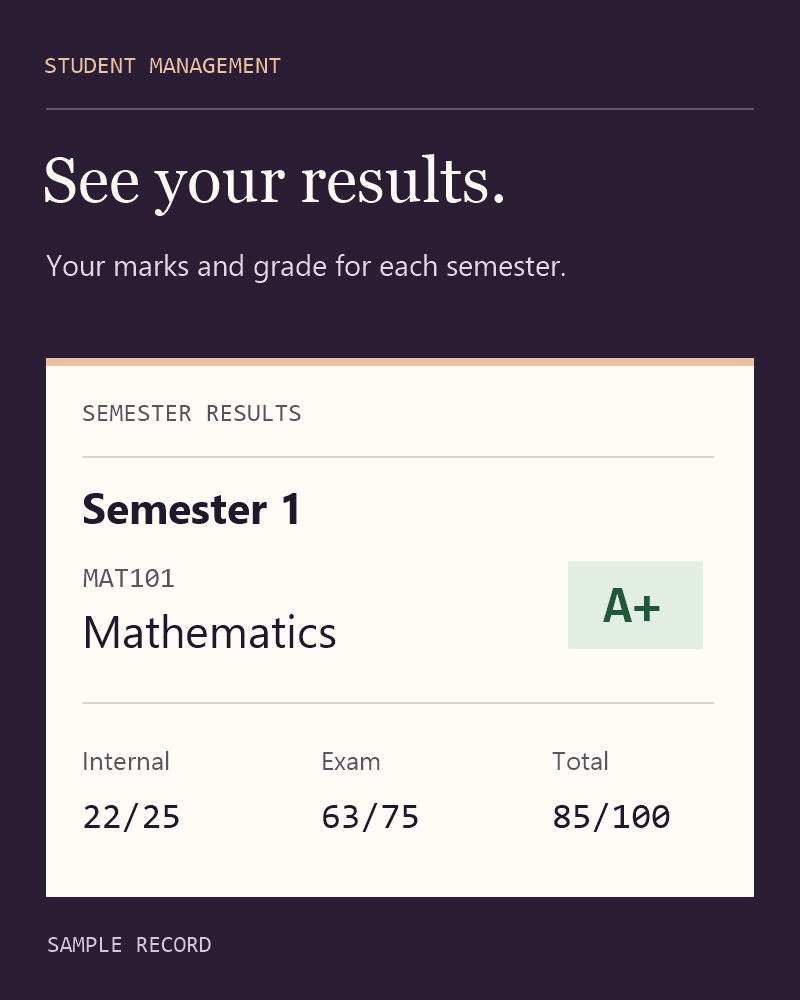 STUDENT MANAGEMENT
See your results.
Your marks and grade for each semester.
SEMESTER RESULTS
Semester 1
MAT101
Mathematics
A+
Internal Exam Total
22/25 63/75 85/100
SAMPLE RECORD